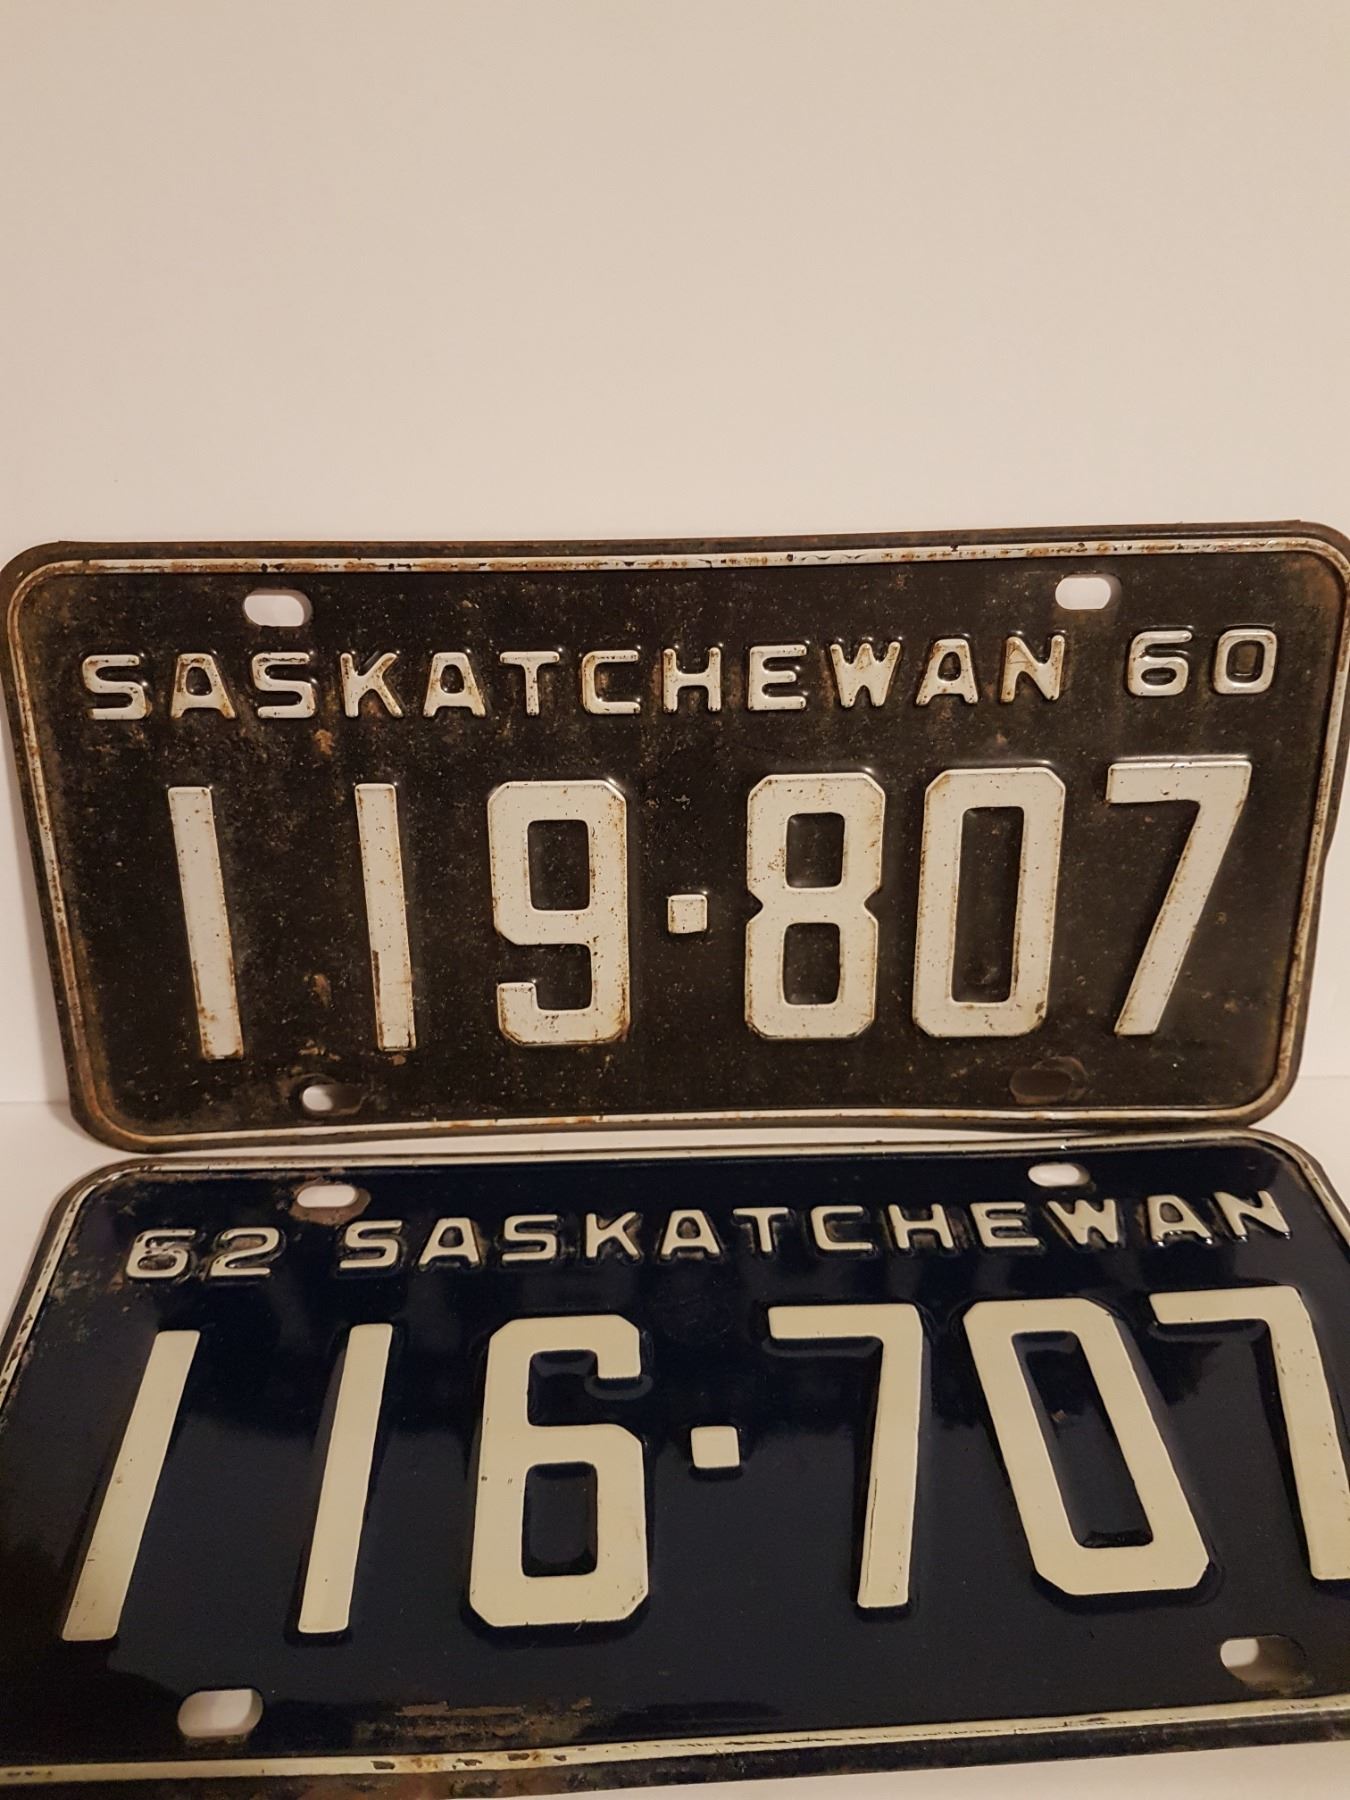 SASKATCHEWAN 60
119·807
62 SASKATCHEWAN
116·707